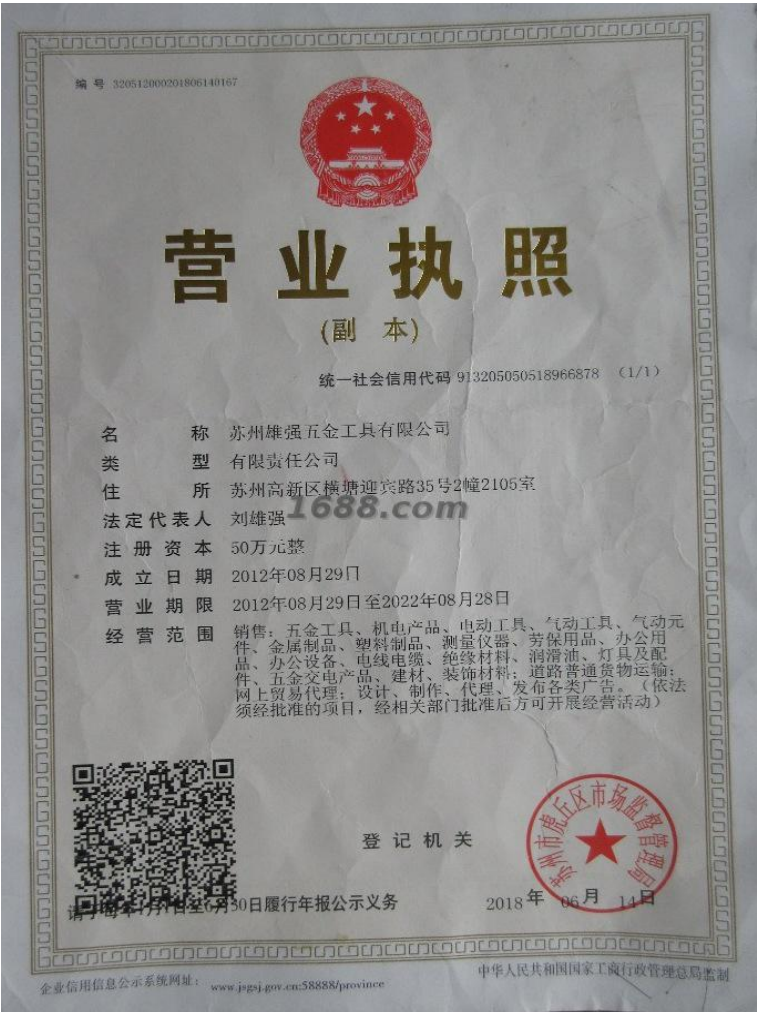 编 号 320512000201806140167
营业执照
(副 本)
统一社会信用代码 913205050518966878 (1/1)
名 称 苏州雄强五金工具有限公司
类 型 有限责任公司
住 所 苏州高新区横塘迎宾路35号2幢2105室
1688.com
法定代表人 刘雄强
注册资本 50万元整
成立日期 2012年08月29日
营业期限 2012年08月29日至2022年08月28日
经营范围 销售：五金工具、机电产品、电动工具、气动工具、气动元
件、金属制品、塑料制品、测量仪器、劳保用品、办公用
品、办公设备、电线电缆、绝缘材料、润滑油、灯具及配
件、五金交电产品、建材、装饰材料；道路普通货物运输；
网上贸易代理；设计、制作、代理、发布各类广告。（依法
须经批准的项目，经相关部门批准后方可开展经营活动）
登记机关
苏州市虎丘区市场监督管理局
请于每年1月1日至6月30日履行年报公示义务
2018 年 06 月 14 日
企业信用信息公示系统网址： www.jsgsj.gov.cn:58888/province
中华人民共和国国家工商行政管理总局监制